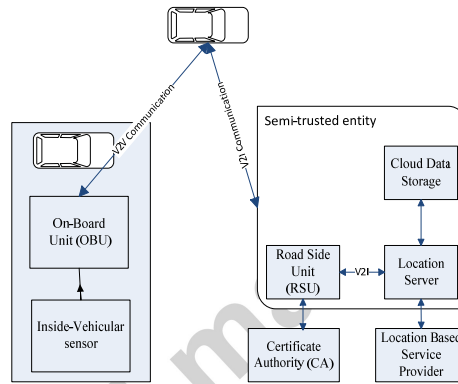 V2V Communication
V2I Communication
Semi-trusted entity
Cloud Data
Storage
On-Board
Unit (OBU)
Road Side
Unit
(RSU)
V2I
Location
Server
Inside-Vehicular
sensor
Certificate
Authority (CA)
Location Based
Service
Provider
ma